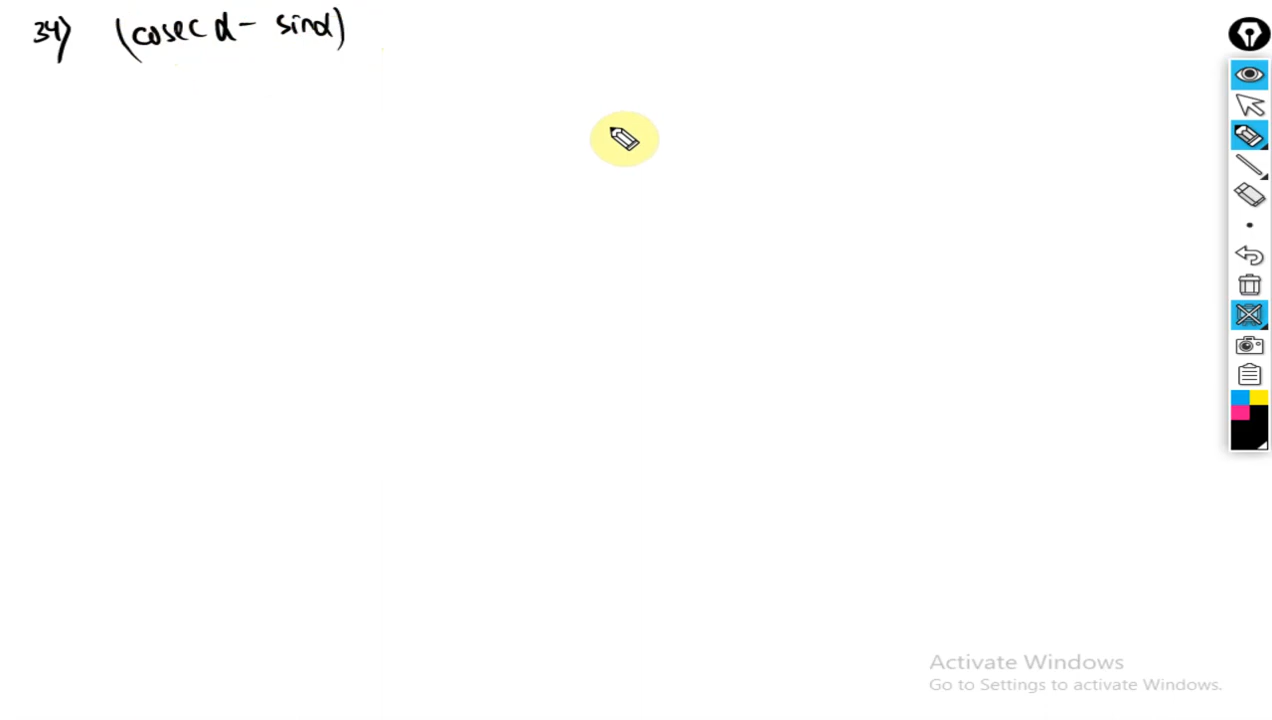 34) (cosec α - sinα)
Activate Windows
Go to Settings to activate Windows.